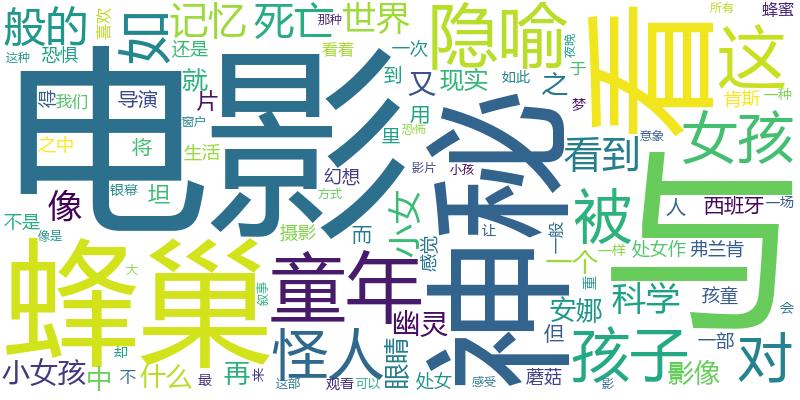 般的
如
记忆
死亡
世界
隐喻
看
这
所有
蜂蜜
喜欢
这种
恐惧
还是
那种
看着
一次
夜晚
于
得
我们
导演
就
片
到
又
现实
如此
之
肯斯
一种
梦
电影
神秘
与
女孩
之中
将
窗户
用
里
恐怖
看到
意象
生活
幻想
影片
小孩
像
银幕
坦
方式
被
人
西班牙
一场
不是
像是
摄影
而
小女
感觉
让
一般
一个
处女作
一样
弗兰肯
蜂巢
大
叙事
童年
幽灵
安娜
重
科学
孩童
会
怪人
眼睛
但
孩子
一部
对
小女孩
中
却
不
什么
最
再
来
这部
观看
可以
处女
感受
蘑菇
影
影像